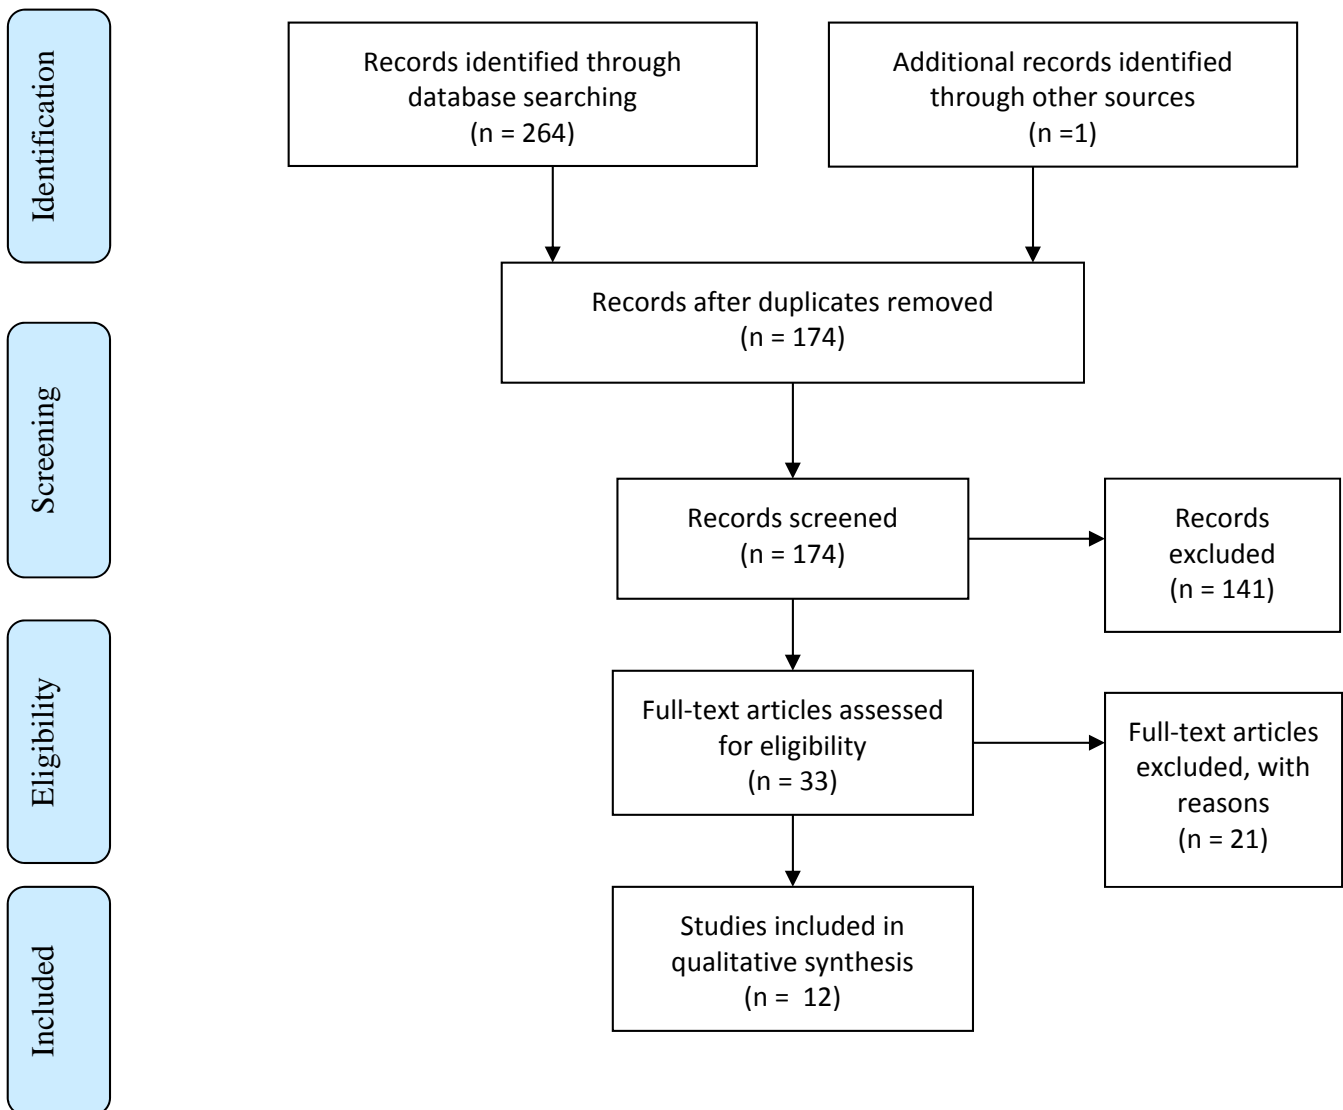 Identification
Records identified through
database searching
(n = 264)
Additional records identified
through other sources
(n =1)
Records after duplicates removed
(n = 174)
Screening
Records screened
(n = 174)
Records
excluded
(n = 141)
Eligibility
Full-text articles assessed
for eligibility
(n = 33)
Full-text articles
excluded, with
reasons
(n = 21)
Included
Studies included in
qualitative synthesis
(n =  12)